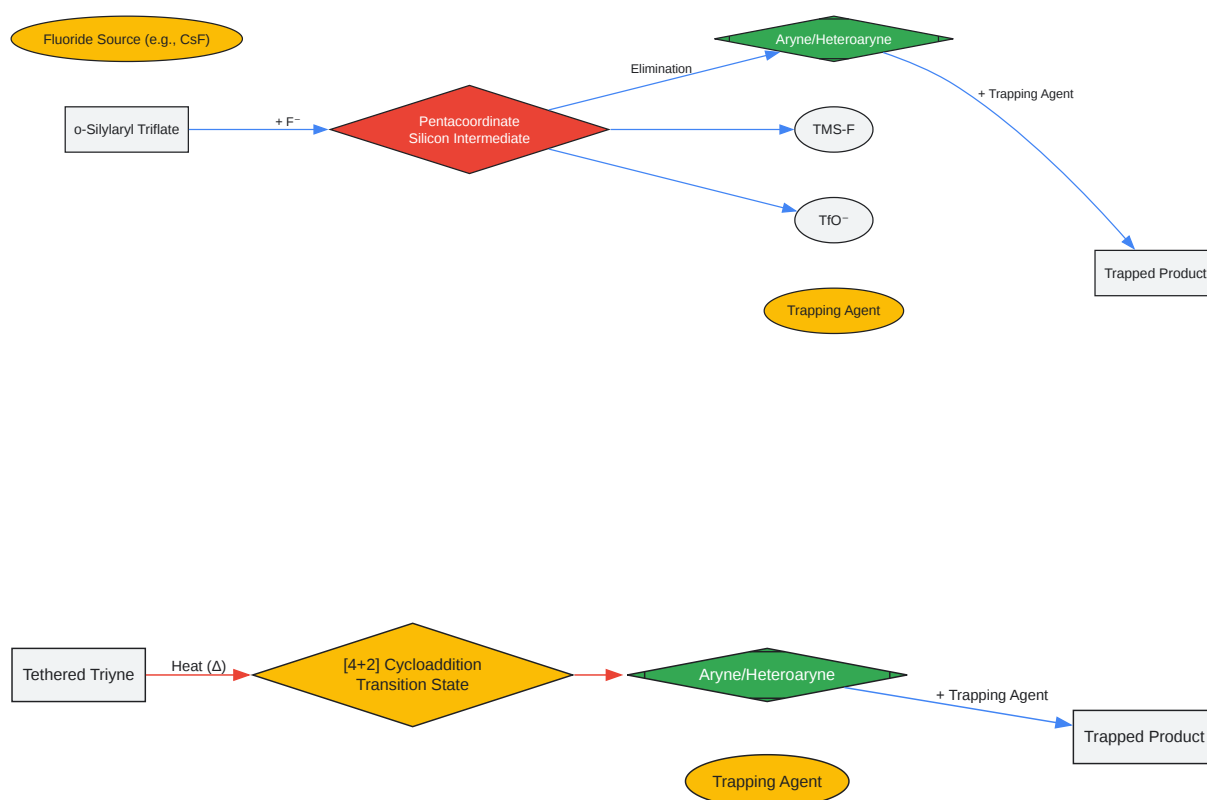 Fluoride Source (e.g., CsF)
Aryne/Heteroaryne
Elimination
+ Trapping Agent
o-Silylaryl Triflate
+ F⁻
Pentacoordinate
Silicon Intermediate
TMS-F
TfO⁻
Trapped Product
Trapping Agent
Tethered Triyne
Heat (Δ)
[4+2] Cycloaddition
Transition State
Aryne/Heteroaryne
+ Trapping Agent
Trapped Product
Trapping Agent